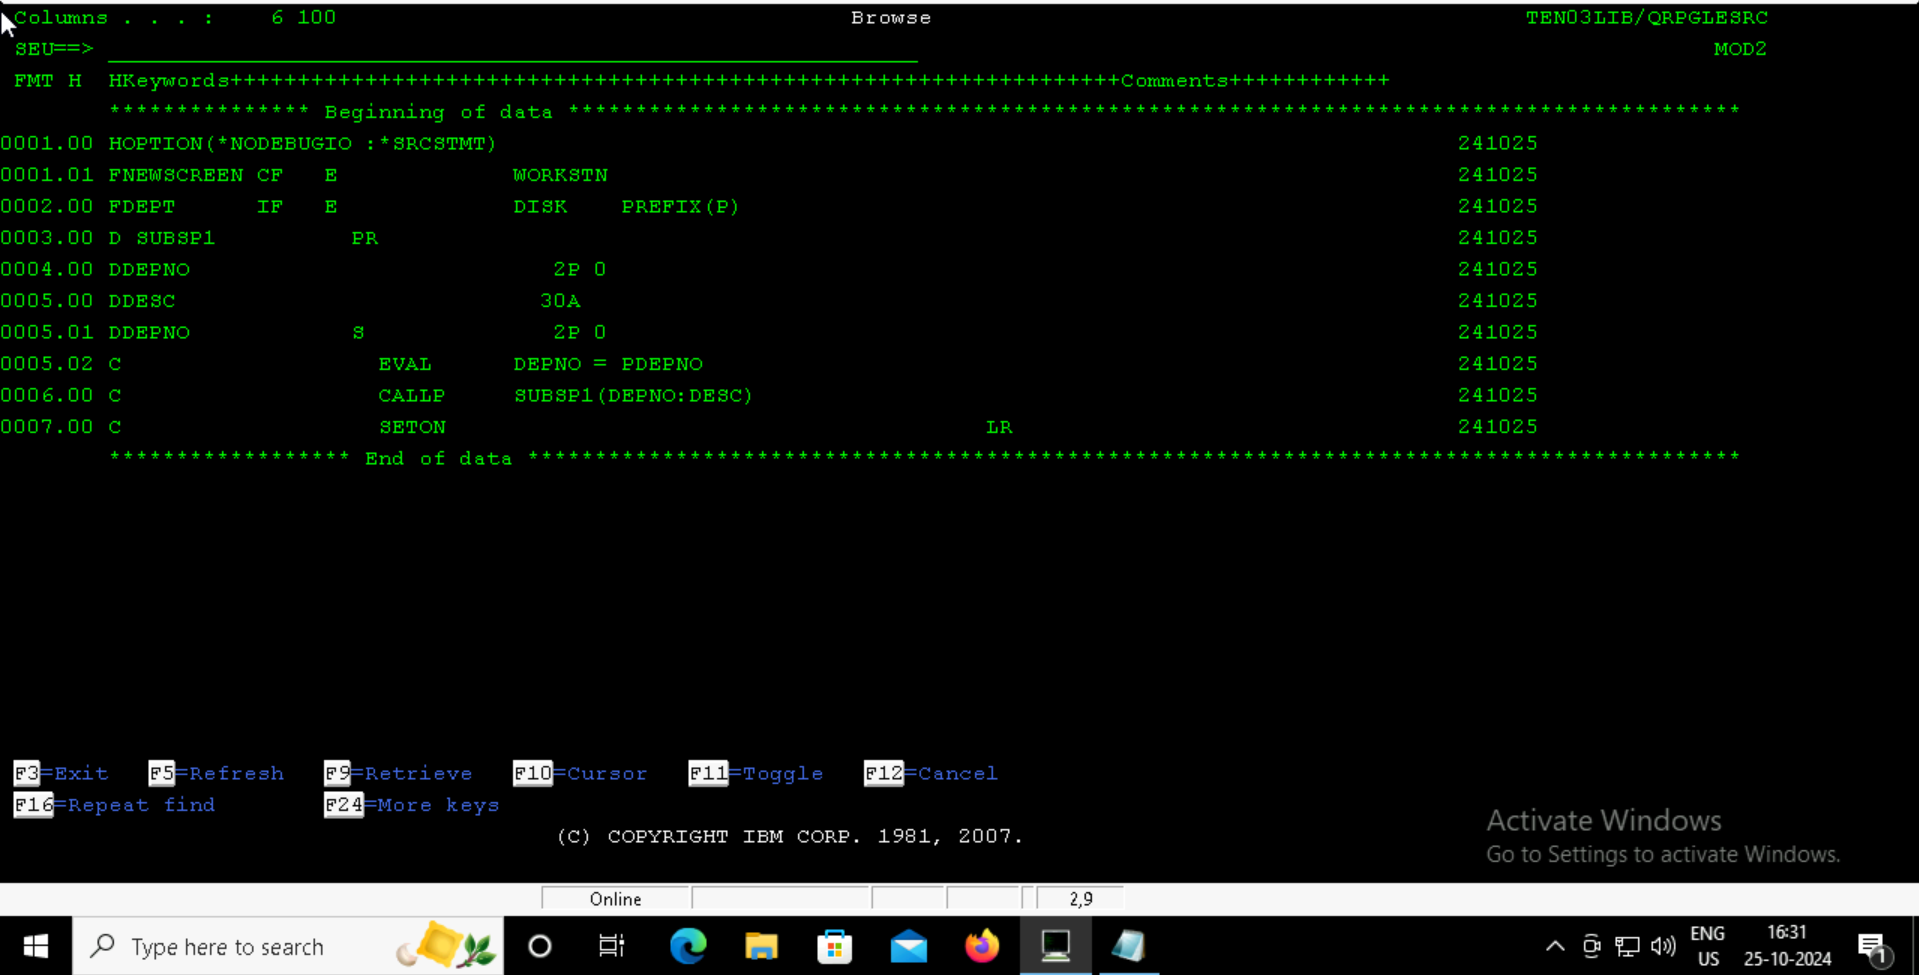 Columns . . . :    6 100                                      Browse                                            TEN03LIB/QRPGLESRC
SEU==>                                                                                                                        MOD2
FMT H  HKeywords++++++++++++++++++++++++++++++++++++++++++++++++++++++++++++++++++Comments++++++++++++
       *************** Beginning of data ***************************************************************************************
0001.00 HOPTION(*NODEBUGIO :*SRCSTMT)                                                                       241025
0001.01 FNEWSCREEN CF   E             WORKSTN                                                               241025
0002.00 FDEPT      IF   E             DISK    PREFIX(P)                                                     241025
0003.00 D SUBSP1          PR                                                                                241025
0004.00 DDEPNO                           2P 0                                                               241025
0005.00 DDESC                           30A                                                                 241025
0005.01 DDEPNO            S              2P 0                                                               241025
0005.02 C                   EVAL      DEPNO = PDEPNO                                                        241025
0006.00 C                   CALLP     SUBSP1(DEPNO:DESC)                                                    241025
0007.00 C                   SETON                                        LR                                 241025
       ****************** End of data ******************************************************************************************
F3=Exit   F5=Refresh   F9=Retrieve   F10=Cursor   F11=Toggle   F12=Cancel
F16=Repeat find        F24=More keys
(C) COPYRIGHT IBM CORP. 1981, 2007.
Activate Windows
Go to Settings to activate Windows.
Online 2,9
Type here to search
ENG 16:31
US 25-10-2024
1